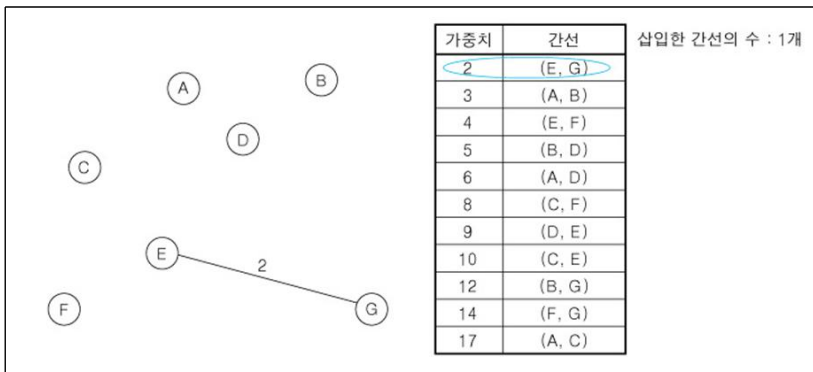 A
B
D
C
E
2
F
G
가중치 간선
2 (E, G)
3 (A, B)
4 (E, F)
5 (B, D)
6 (A, D)
8 (C, F)
9 (D, E)
10 (C, E)
12 (B, G)
14 (F, G)
17 (A, C)
삽입한 간선의 수 : 1개